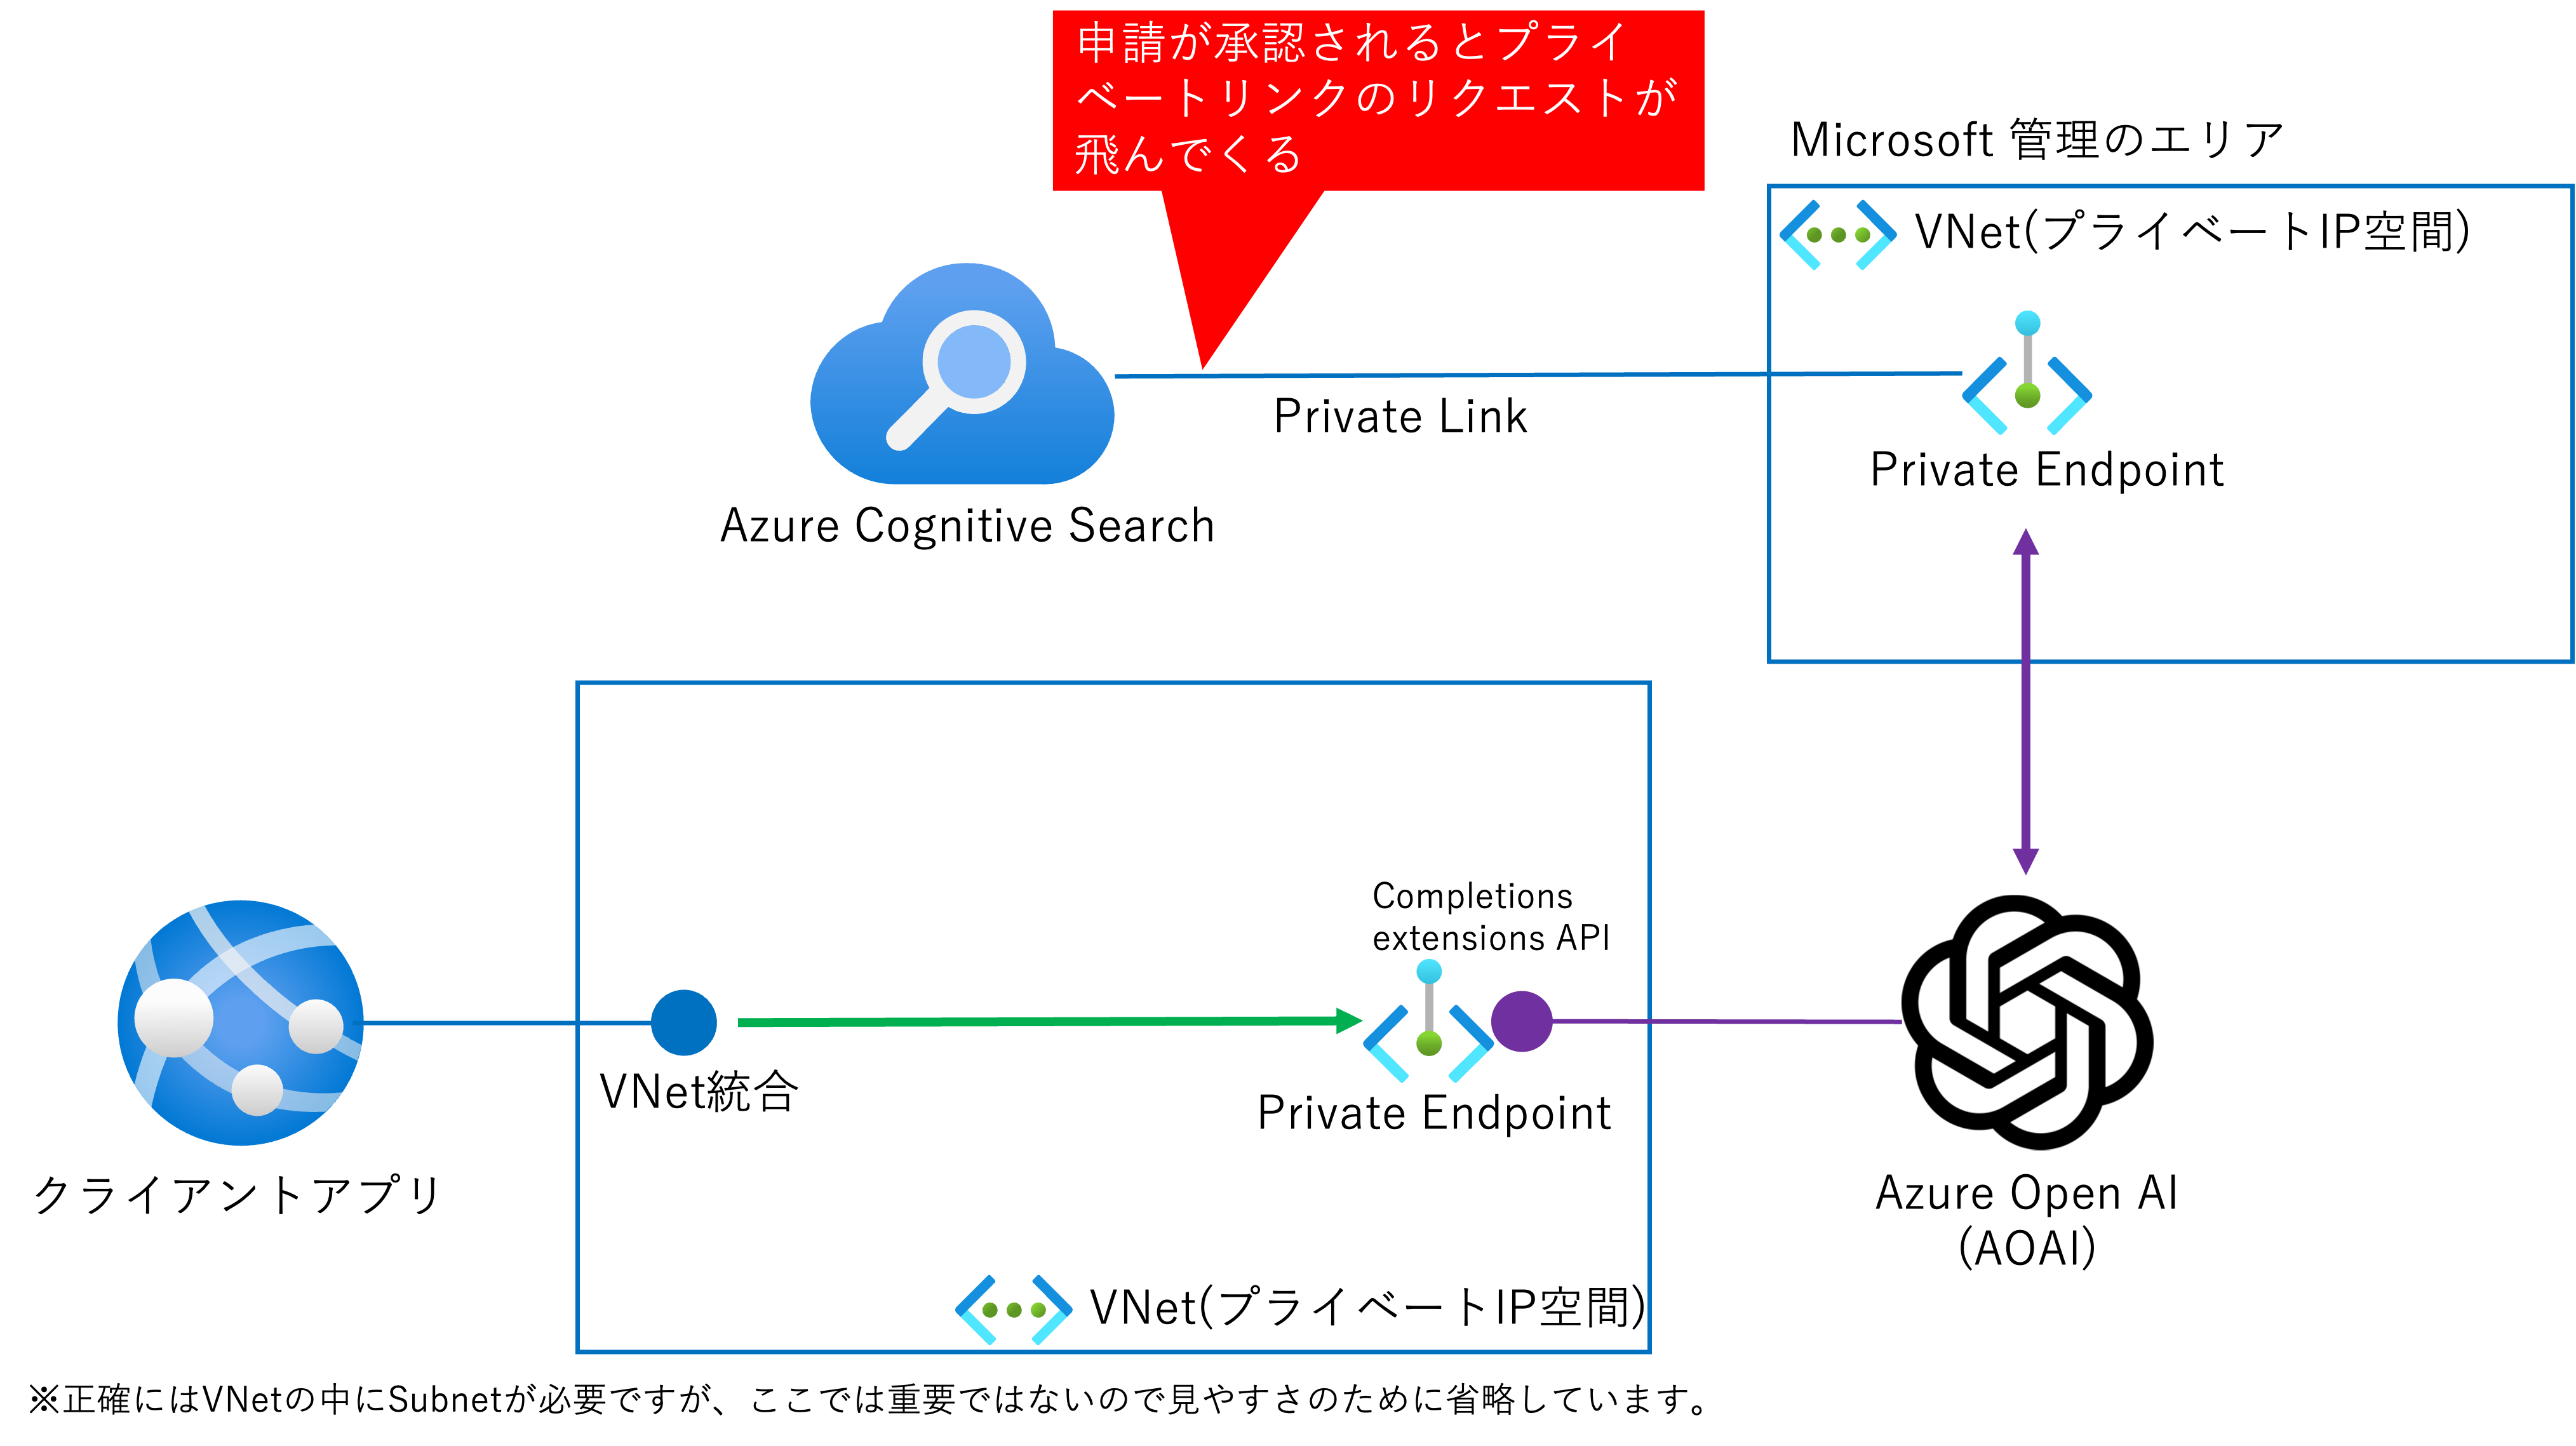 申請が承認されるとプライ
ベートリンクのリクエストが
飛んでくる
Microsoft 管理のエリア
VNet(プライベートIP空間)
Private Link
Private Endpoint
Azure Cognitive Search
Completions
extensions API
VNet統合
Private Endpoint
クライアントアプリ
Azure Open AI
(AOAI)
VNet(プライベートIP空間)
※正確にはVNetの中にSubnetが必要ですが、ここでは重要ではないので見やすさのために省略しています。